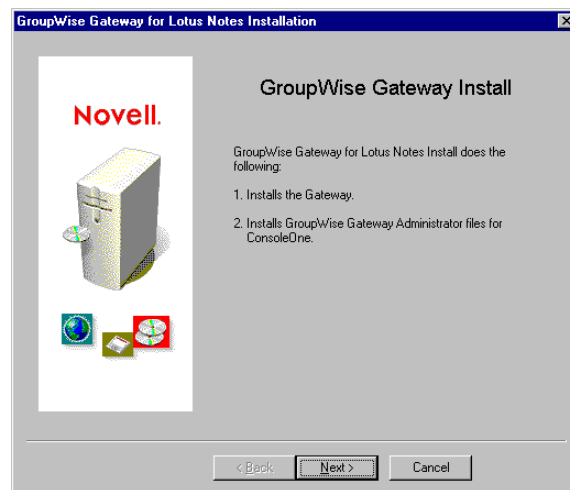 GroupWise Gateway for Lotus Notes Installation
Novell.
GroupWise Gateway Install
GroupWise Gateway for Lotus Notes Install does the
following:
1. Installs the Gateway.
2. Installs GroupWise Gateway Administrator files for
ConsoleOne.
< Back
Next >
Cancel